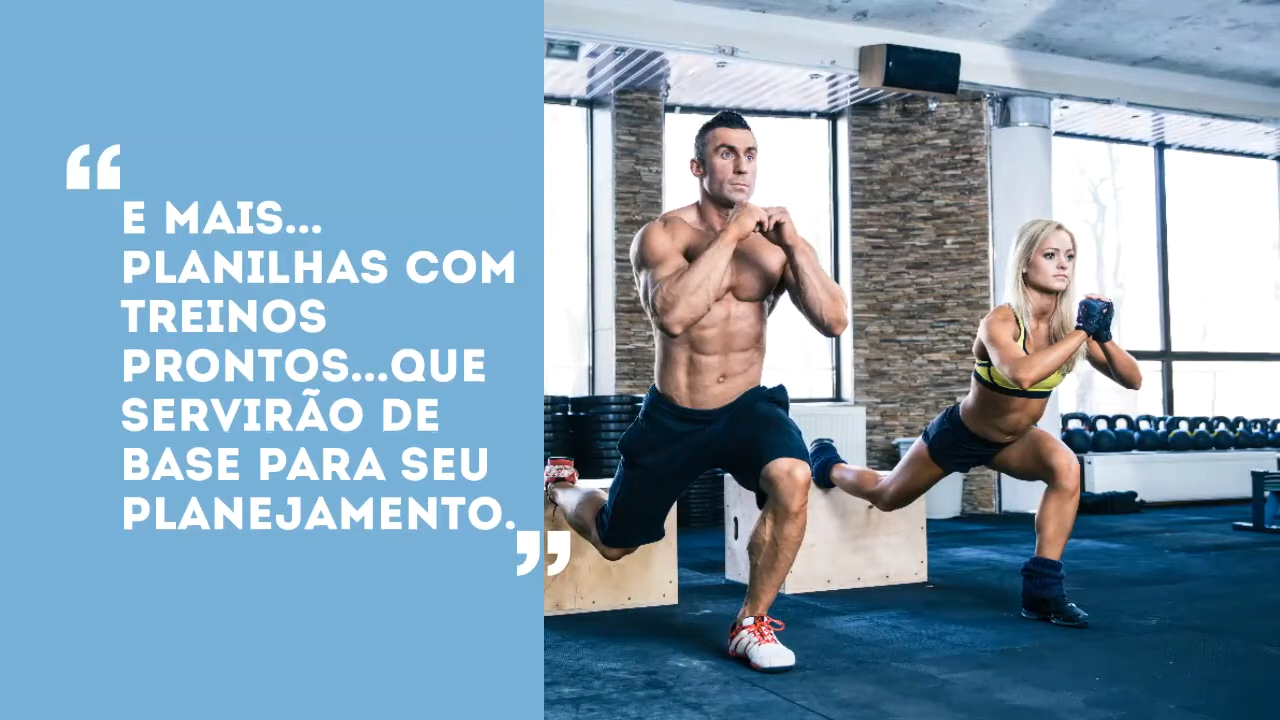 “
E MAIS...
PLANILHAS COM
TREINOS
PRONTOS...QUE
SERVIRÃO DE
BASE PARA SEU
PLANEJAMENTO.
”